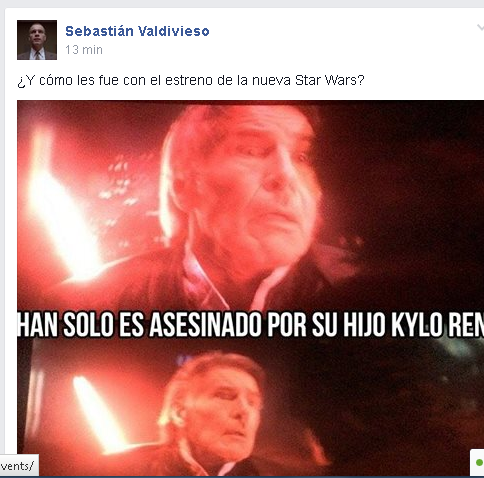 Sebastián Valdivieso
13 min
¿Y cómo les fue con el estreno de la nueva Star Wars?
HAN SOLO ES ASESINADO POR SU HIJO KYLO REN
vents/